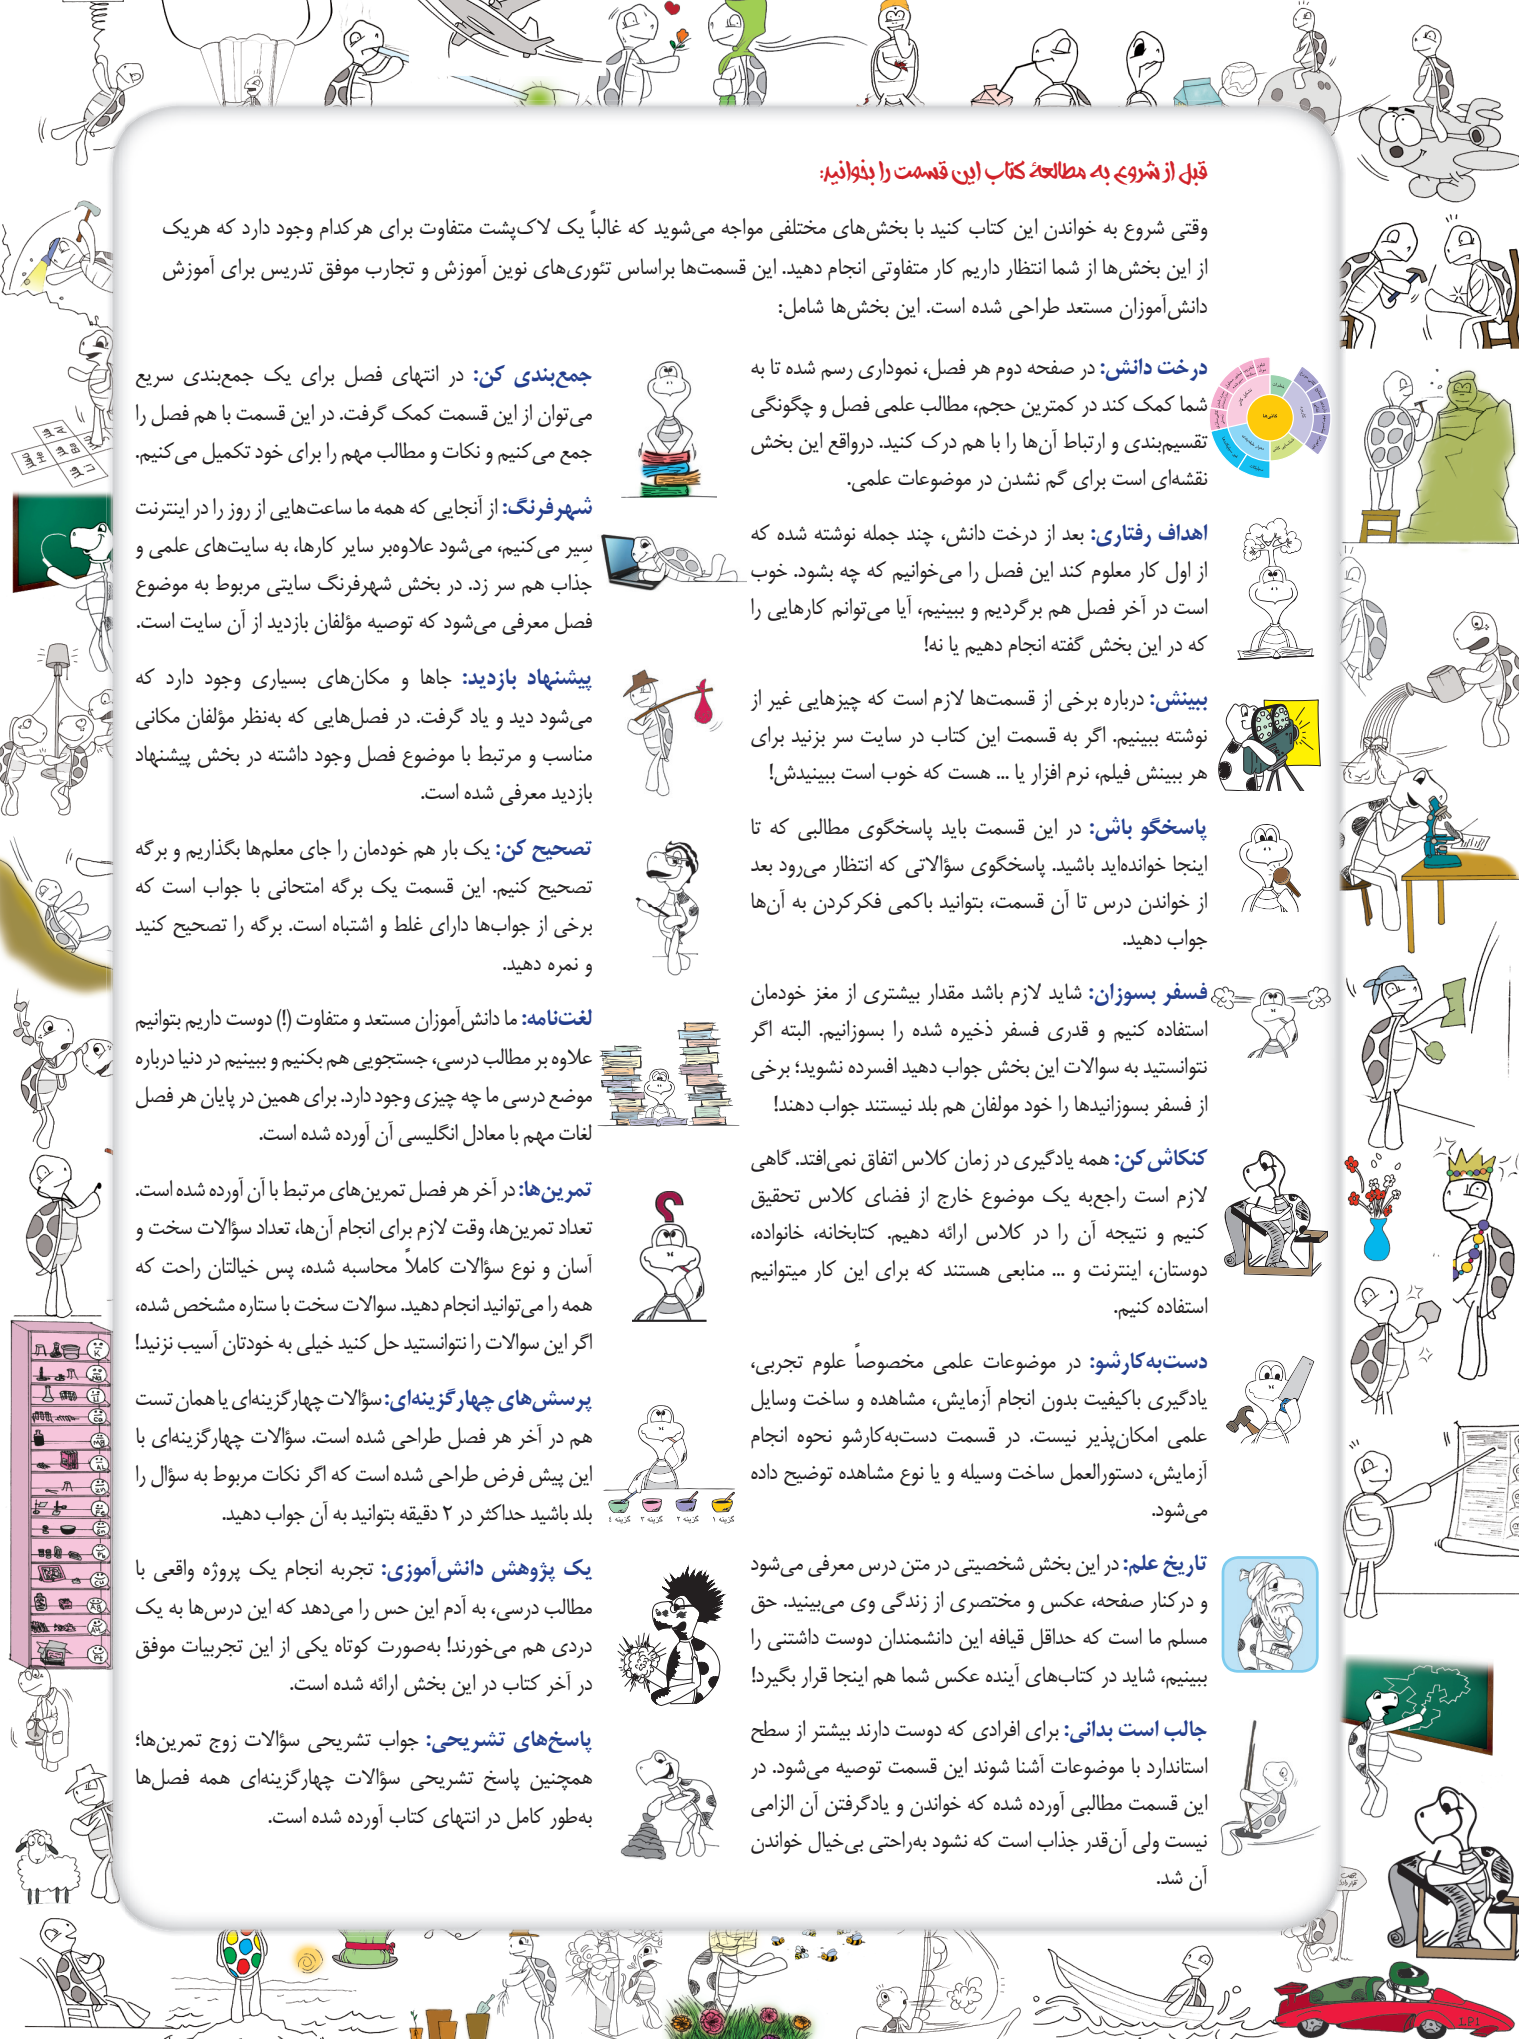 قبل از شروع به مطالعهٔ کتاب این قسمت را بخوانید:
وقتی شروع به خواندن این کتاب کنید با بخش‌های مختلفی مواجه می‌شوید که غالباً یک لاک‌پشت متفاوت برای هرکدام وجود دارد که هریک
از این بخش‌ها از شما انتظار داریم کار متفاوتی انجام دهید. این قسمت‌ها براساس تئوری‌های نوین آموزش و تجارب موفق تدریس برای آموزش
دانش‌آموزان مستعد طراحی شده است. این بخش‌ها شامل:
درخت دانش: در صفحه دوم هر فصل، نموداری رسم شده تا به
شما کمک کند در کمترین حجم، مطالب علمی فصل و چگونگی
تقسیم‌بندی و ارتباط آن‌ها را با هم درک کنید. درواقع این بخش
نقشه‌ای است برای گم نشدن در موضوعات علمی.
اهداف رفتاری: بعد از درخت دانش، چند جمله نوشته شده که
از اول کار معلوم کند این فصل را می‌خوانیم که چه بشود. خوب
است در آخر فصل هم برگردیم و ببینیم، آیا می‌توانم کارهایی را
که در این بخش گفته انجام دهیم یا نه!
ببینش: درباره برخی از قسمت‌ها لازم است که چیزهایی غیر از
نوشته ببینیم. اگر به قسمت این کتاب در سایت سر بزنید برای
هر ببینش فیلم، نرم افزار یا ... هست که خوب است ببینیدش!
پاسخگو باش: در این قسمت باید پاسخگوی مطالبی که تا
اینجا خوانده‌اید باشید. پاسخگوی سؤالاتی که انتظار می‌رود بعد
از خواندن درس تا آن قسمت، بتوانید باکمی فکرکردن به آن‌ها
جواب دهید.
فسفر بسوزان: شاید لازم باشد مقدار بیشتری از مغز خودمان
استفاده کنیم و قدری فسفر ذخیره شده را بسوزانیم. البته اگر
نتوانستید به سوالات این بخش جواب دهید افسرده نشوید؛ برخی
از فسفر بسوزانیدها را خود مولفان هم بلد نیستند جواب دهند!
کنکاش‌کن: همه یادگیری در زمان کلاس اتفاق نمی‌افتد. گاهی
لازم است راجع‌به یک موضوع خارج از فضای کلاس تحقیق
کنیم و نتیجه آن را در کلاس ارائه دهیم. کتابخانه، خانواده،
دوستان، اینترنت و ... منابعی هستند که برای این کار میتوانیم
استفاده کنیم.
دست‌به‌کارشو: در موضوعات علمی مخصوصاً علوم تجربی،
یادگیری باکیفیت بدون انجام آزمایش، مشاهده و ساخت وسایل
علمی امکان‌پذیر نیست. در قسمت دست‌به‌کارشو نحوه انجام
آزمایش، دستورالعمل ساخت وسیله و یا نوع مشاهده توضیح داده
می‌شود.
تاریخ علم: در این بخش شخصیتی در متن درس معرفی می‌شود
و درکنار صفحه، عکس و مختصری از زندگی وی می‌بینید. حق
مسلم ما است که حداقل قیافه این دانشمندان دوست داشتنی را
ببینیم، شاید در کتاب‌های آینده عکس شما هم اینجا قرار بگیرد!
جالب است بدانی: برای افرادی که دوست دارند بیشتر از سطح
استاندارد با موضوعات آشنا شوند این قسمت توصیه می‌شود. در
این قسمت مطالبی آورده شده که خواندن و یادگرفتن آن الزامی
نیست ولی آن‌قدر جذاب است که نشود به‌راحتی بی‌خیال خواندن
آن شد.
جمع‌بندی کن: در انتهای فصل برای یک جمع‌بندی سریع
می‌توان از این قسمت کمک گرفت. در این قسمت با هم فصل را
جمع می‌کنیم و نکات و مطالب مهم را برای خود تکمیل می‌کنیم.
شهرفرنگ: از آنجایی که همه ما ساعت‌هایی از روز را در اینترنت
سِیر می‌کنیم، می‌شود علاوه‌بر سایر کارها، به سایت‌های علمی و
جذاب هم سر زد. در بخش شهرفرنگ سایتی مربوط به موضوع
فصل معرفی می‌شود که توصیه مؤلفان بازدید از آن سایت است.
پیشنهاد بازدید: جاها و مکان‌های بسیاری وجود دارد که
می‌شود دید و یاد گرفت. در فصل‌هایی که به‌نظر مؤلفان مکانی
مناسب و مرتبط با موضوع فصل وجود داشته در بخش پیشنهاد
بازدید معرفی شده است.
تصحیح کن: یک بار هم خودمان را جای معلم‌ها بگذاریم و برگه
تصحیح کنیم. این قسمت یک برگه امتحانی با جواب است که
برخی از جواب‌ها دارای غلط و اشتباه است. برگه را تصحیح کنید
و نمره دهید.
لغت‌نامه: ما دانش‌آموزان مستعد و متفاوت (!) دوست داریم بتوانیم
علاوه بر مطالب درسی، جستجویی هم بکنیم و ببینیم در دنیا درباره
موضع درسی ما چه چیزی وجود دارد. برای همین در پایان هر فصل
لغات مهم با معادل انگلیسی آن آورده شده است.
تمرین‌ها: در آخر هر فصل تمرین‌های مرتبط با آن آورده شده است.
تعداد تمرین‌ها، وقت لازم برای انجام آن‌ها، تعداد سؤالات سخت و
آسان و نوع سؤالات کاملاً محاسبه شده، پس خیالتان راحت که
همه را می‌توانید انجام دهید. سوالات سخت با ستاره مشخص شده،
اگر این سوالات را نتوانستید حل کنید خیلی به خودتان آسیب نزنید!
پرسش‌های چهارگزینه‌ای: سؤالات چهارگزینه‌ای یا همان تست
هم در آخر هر فصل طراحی شده است. سؤالات چهارگزینه‌ای با
این پیش فرض طراحی شده است که اگر نکات مربوط به سؤال را
بلد باشید حداکثر در ۲ دقیقه بتوانید به آن جواب دهید.
گزینه ۱ گزینه ۲ گزینه ۳ گزینه ٤
یک پژوهش دانش‌آموزی: تجربه انجام یک پروژه واقعی با
مطالب درسی، به آدم این حس را می‌دهد که این درس‌ها به یک
دردی هم می‌خورند! به‌صورت کوتاه یکی از این تجربیات موفق
در آخر کتاب در این بخش ارائه شده است.
پاسخ‌های تشریحی: جواب تشریحی سؤالات زوج تمرین‌ها؛
همچنین پاسخ تشریحی سؤالات چهارگزینه‌ای همه فصل‌ها
به‌طور کامل در انتهای کتاب آورده شده است.